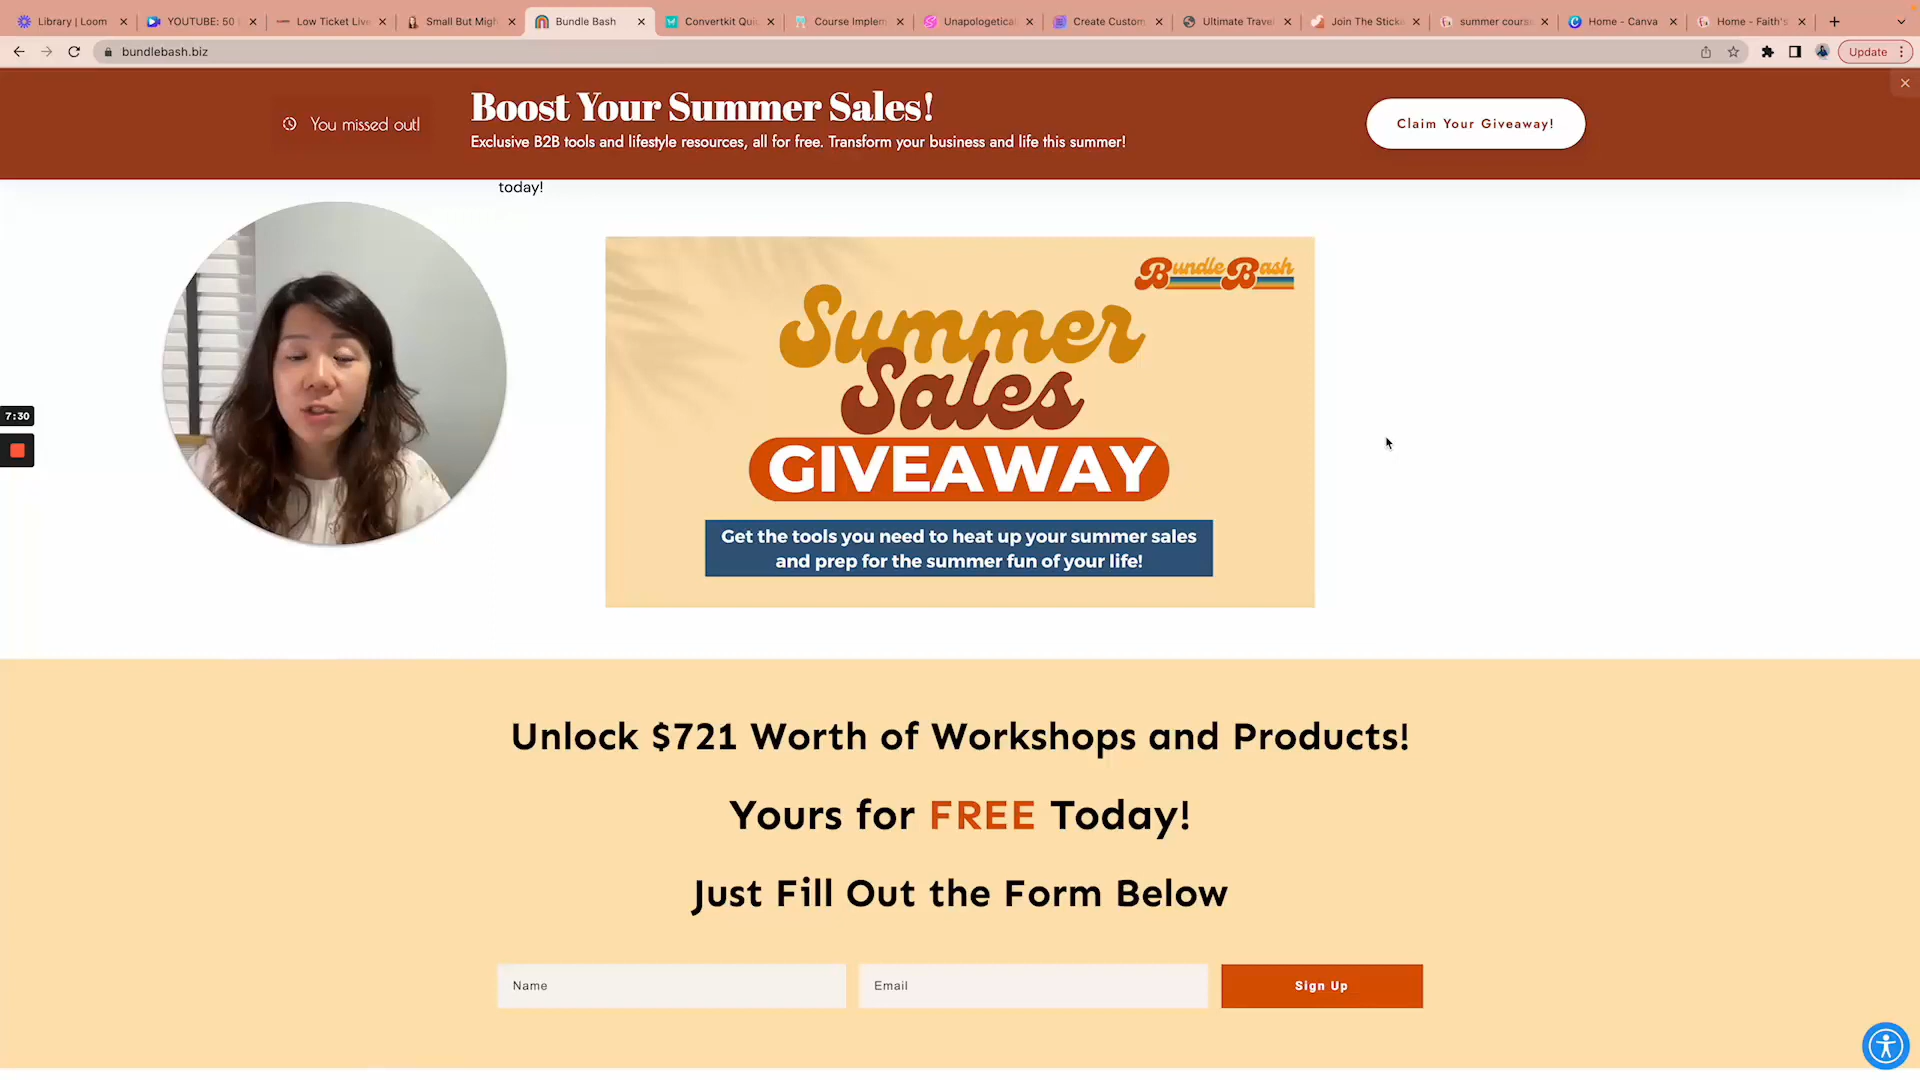 Library | Loom
YOUTUBE: 50
Low Ticket Live
Small But Migh
Bundle Bash
Convertkit Qui
Course Implem
Unapologetical
Create Custom
Ultimate Travel
Join The Sticka
summer cours
Home - Canva
Home - Faith's
bundlebash.biz
Update
You missed out!
Boost Your Summer Sales!
Exclusive B2B tools and lifestyle resources, all for free. Transform your business and life this summer!
Claim Your Giveaway!
today!
Bundle Bash
Summer
Sales
GIVEAWAY
Get the tools you need to heat up your summer sales
and prep for the summer fun of your life!
7:30
Unlock $721 Worth of Workshops and Products!
Yours for FREE Today!
Just Fill Out the Form Below
Name
Email
Sign Up